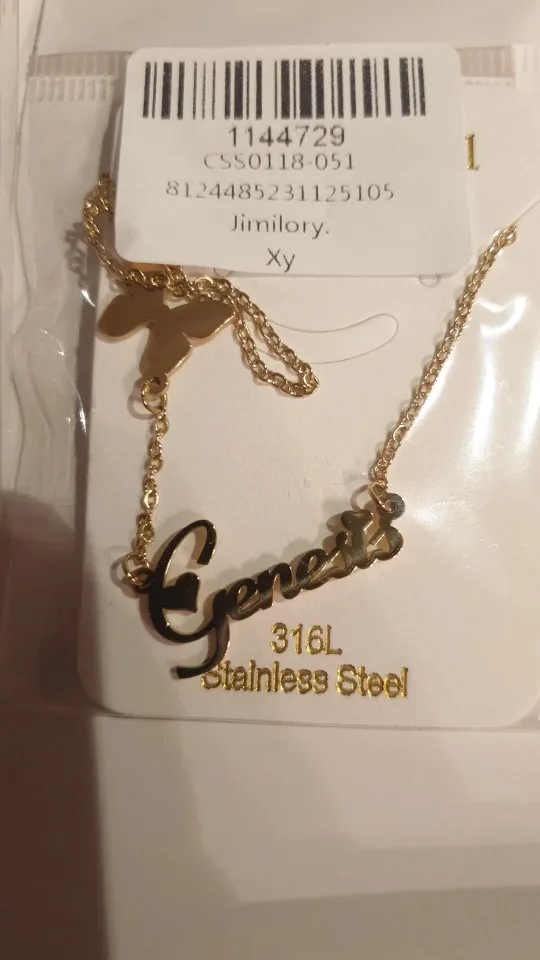 1144729
CSS0118-051
8124485231125105
Jimilory.
Xy
Genesis
316L
Stainless Steel